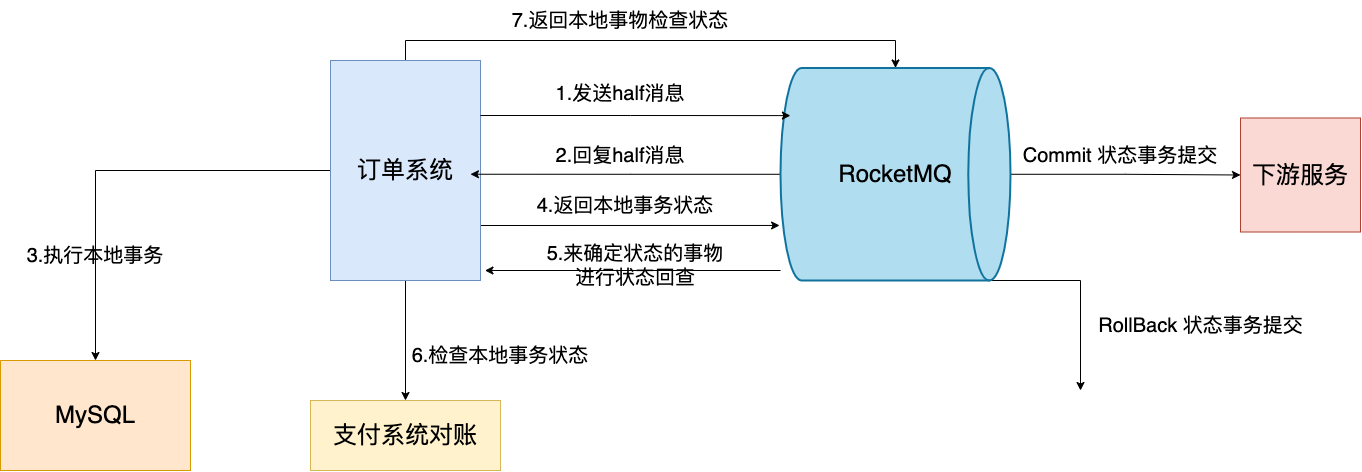 7.返回本地事物检查状态
1.发送half消息
订单系统
2.回复half消息
RocketMQ
Commit 状态事务提交
下游服务
4.返回本地事务状态
3.执行本地事务
5.来确定状态的事物
进行状态回查
RollBack 状态事务提交
6.检查本地事务状态
MySQL
支付系统对账